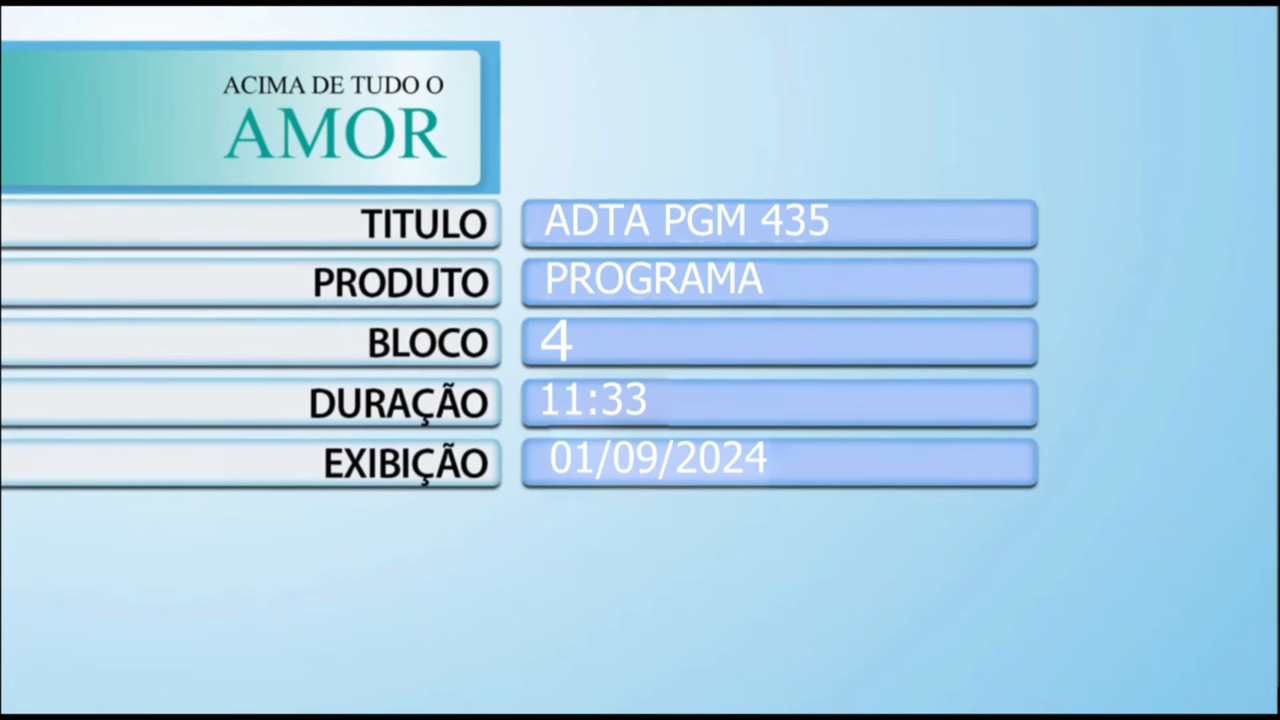 ACIMA DE TUDO O
AMOR
TITULO ADTA PGM 435
PRODUTO PROGRAMA
BLOCO 4
DURAÇÃO 11:33
EXIBIÇÃO 01/09/2024